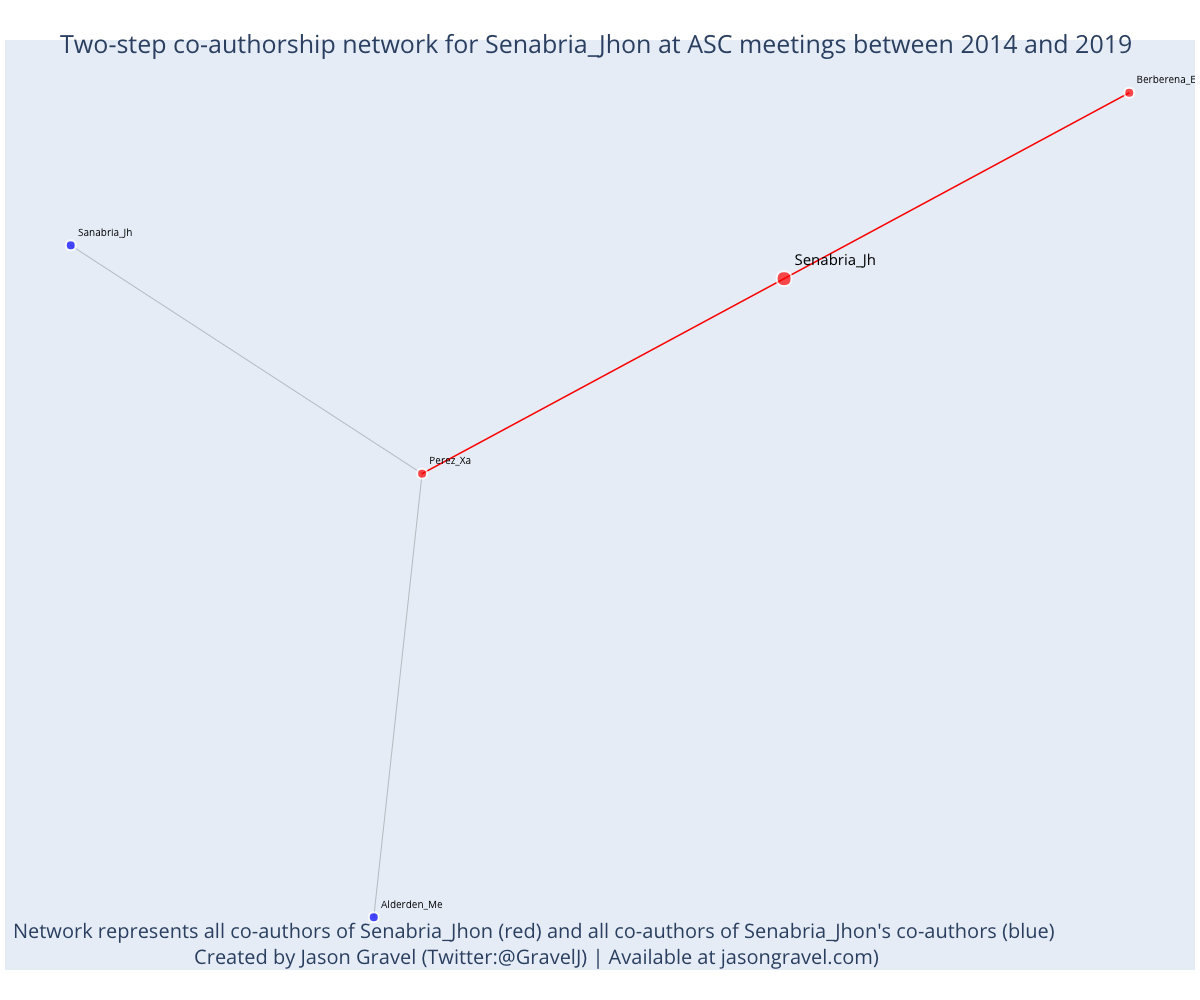 Two-step co-authorship network for Senabria_Jhon at ASC meetings between 2014 and 2019
Berberena_E
Sanabria_Jh
Senabria_Jh
Perez_Xa
Alderden_Me
Network represents all co-authors of Senabria_Jhon (red) and all co-authors of Senabria_Jhon's co-authors (blue)
Created by Jason Gravel (Twitter:@GravelJ) | Available at jasongravel.com)